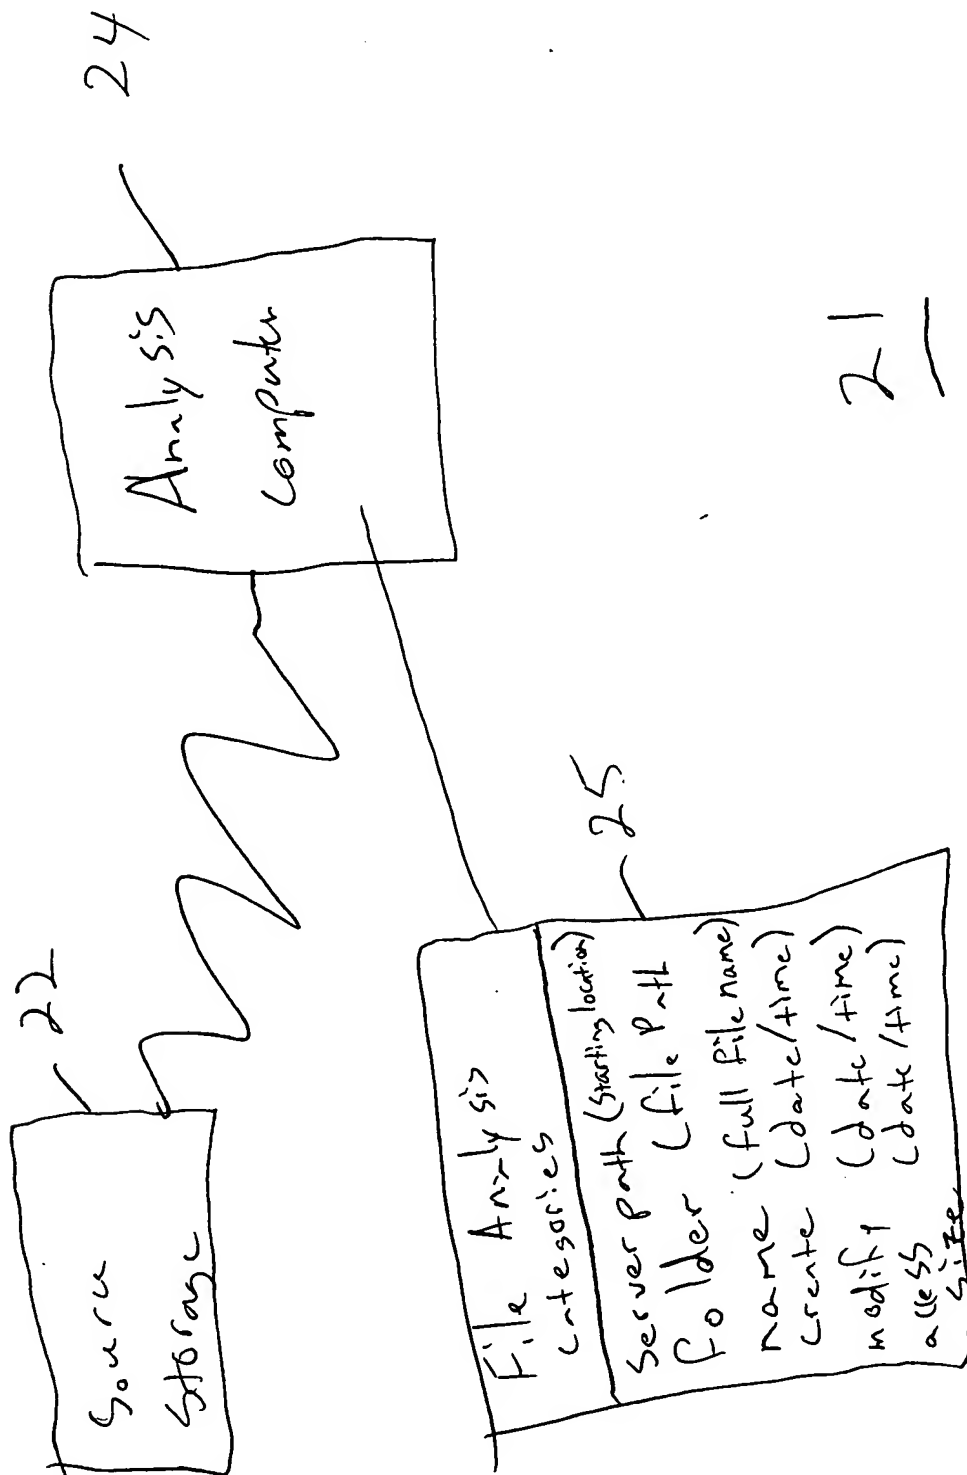 24
Analysis
Computer
22
Source
Storage
21
25
File Analysis
categories
Server path (starting location)
folder (file path
name (full file name)
create (date/time)
modify (date/time)
access (date/time)
size